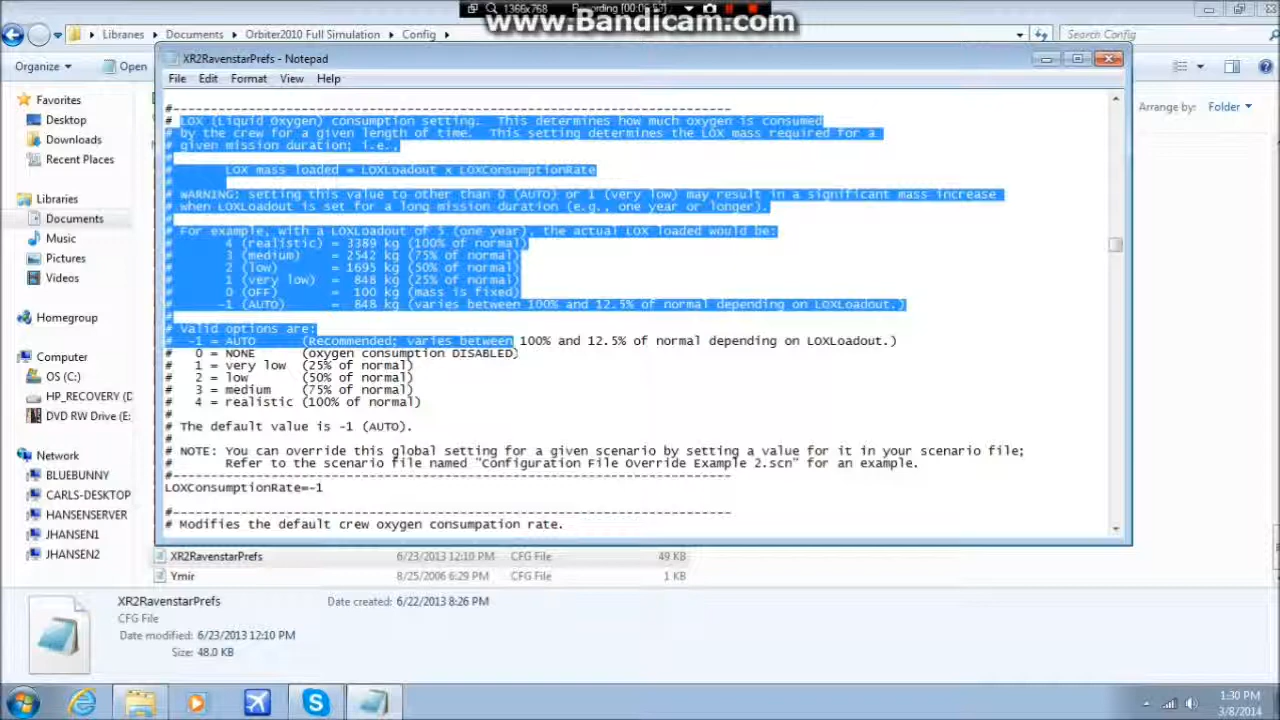 1366x768
Recording [00:06:53]
www.Bandicam.com
Libraries
Documents
Orbiter2010 Full Simulation
Config
Search Config
Organize
Open
Arrange by: Folder
XR2RavenstarPrefs - Notepad
File Edit Format View Help
#---------------------------------------------------------------------------
# LOX (Liquid Oxygen) consumption setting.  This determines how much oxygen is consumed
# by the crew for a given length of time.  This setting determines the LOX mass required for a
# given mission duration; i.e.,
#
#       LOX mass loaded = LOXLoadout x LOXConsumptionRate
#
# WARNING: setting this value to other than 0 (AUTO) or 1 (very low) may result in a significant mass increase
# when LOXLoadout is set for a long mission duration (e.g., one year or longer).
#
# For example, with a LOXLoadout of 5 (one year), the actual LOX loaded would be:
#       4 (realistic) = 3389 kg (100% of normal)
#       3 (medium)    = 2542 kg (75% of normal)
#       2 (low)       = 1695 kg (50% of normal)
#       1 (very low)  =  848 kg (25% of normal)
#       0 (OFF)       =  100 kg (mass is fixed)
#      -1 (AUTO)      =  848 kg (varies between 100% and 12.5% of normal depending on LOXLoadout.)
#
# Valid options are:
#  -1 = AUTO      (Recommended; varies between 100% and 12.5% of normal depending on LOXLoadout.)
#   0 = NONE      (oxygen consumption DISABLED)
#   1 = very low  (25% of normal)
#   2 = low       (50% of normal)
#   3 = medium    (75% of normal)
#   4 = realistic (100% of normal)
#
# The default value is -1 (AUTO).
#
# NOTE: You can override this global setting for a given scenario by setting a value for it in your scenario file;
#       Refer to the scenario file named "Configuration File Override Example 2.scn" for an example.
#---------------------------------------------------------------------------
LOXConsumptionRate=-1
#---------------------------------------------------------------------------
# Modifies the default crew oxygen consumpation rate.
Favorites
Desktop
Downloads
Recent Places
Libraries
Documents
Music
Pictures
Videos
Homegroup
Computer
OS (C:)
HP_RECOVERY (D
DVD RW Drive (E:
Network
BLUEBUNNY
CARLS-DESKTOP
HANSENSERVER
JHANSEN1
JHANSEN2
XR2RavenstarPrefs 6/23/2013 12:10 PM CFG File 49 KB
Ymir 8/25/2006 6:29 PM CFG File 1 KB
XR2RavenstarPrefs
Date created: 6/22/2013 8:26 PM
CFG File
Date modified: 6/23/2013 12:10 PM
Size: 48.0 KB
1:30 PM
3/8/2014